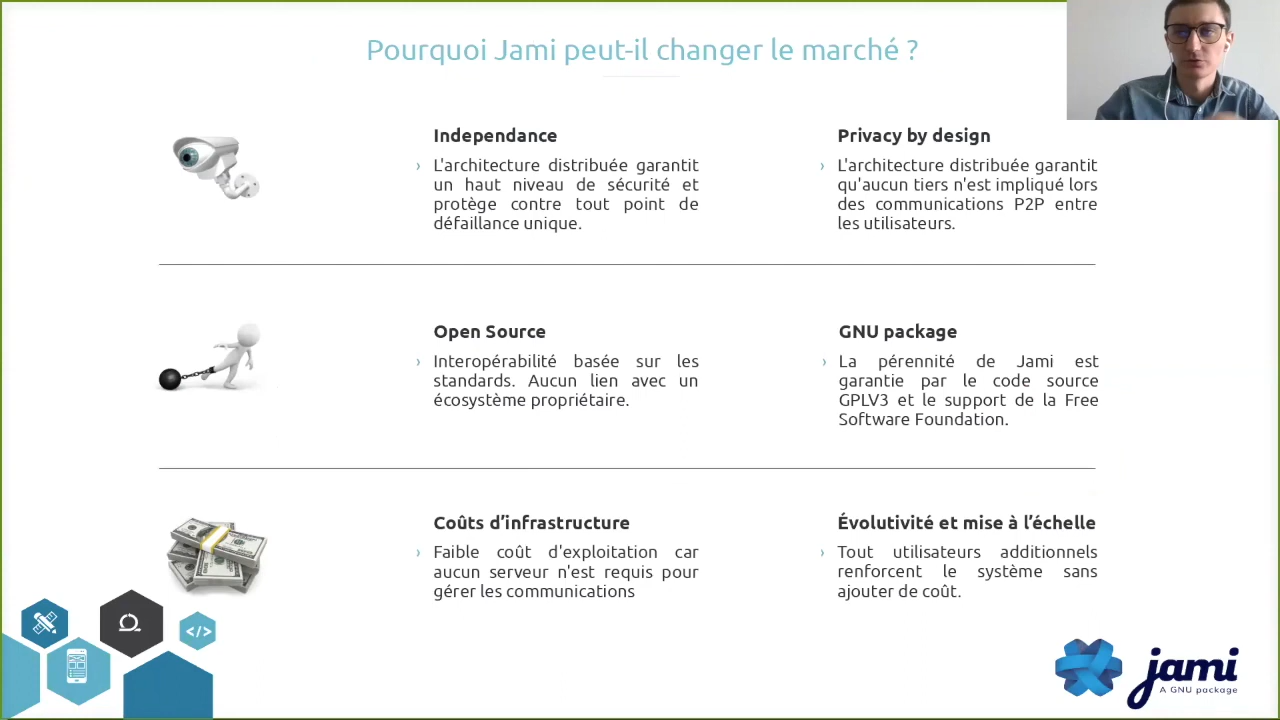 Pourquoi Jami peut-il changer le marché ?
Independance
› L'architecture distribuée garantit
un haut niveau de sécurité et
protège contre tout point de
défaillance unique.
Privacy by design
› L'architecture distribuée garantit
qu'aucun tiers n'est impliqué lors
des communications P2P entre
les utilisateurs.
Open Source
› Interopérabilité basée sur les
standards. Aucun lien avec un
écosystème propriétaire.
GNU package
› La pérennité de Jami est
garantie par le code source
GPLV3 et le support de la Free
Software Foundation.
Coûts d’infrastructure
› Faible coût d'exploitation car
aucun serveur n'est requis pour
gérer les communications
Évolutivité et mise à l’échelle
› Tout utilisateurs additionnels
renforcent le système sans
ajouter de coût.
</>
jami
A GNU package